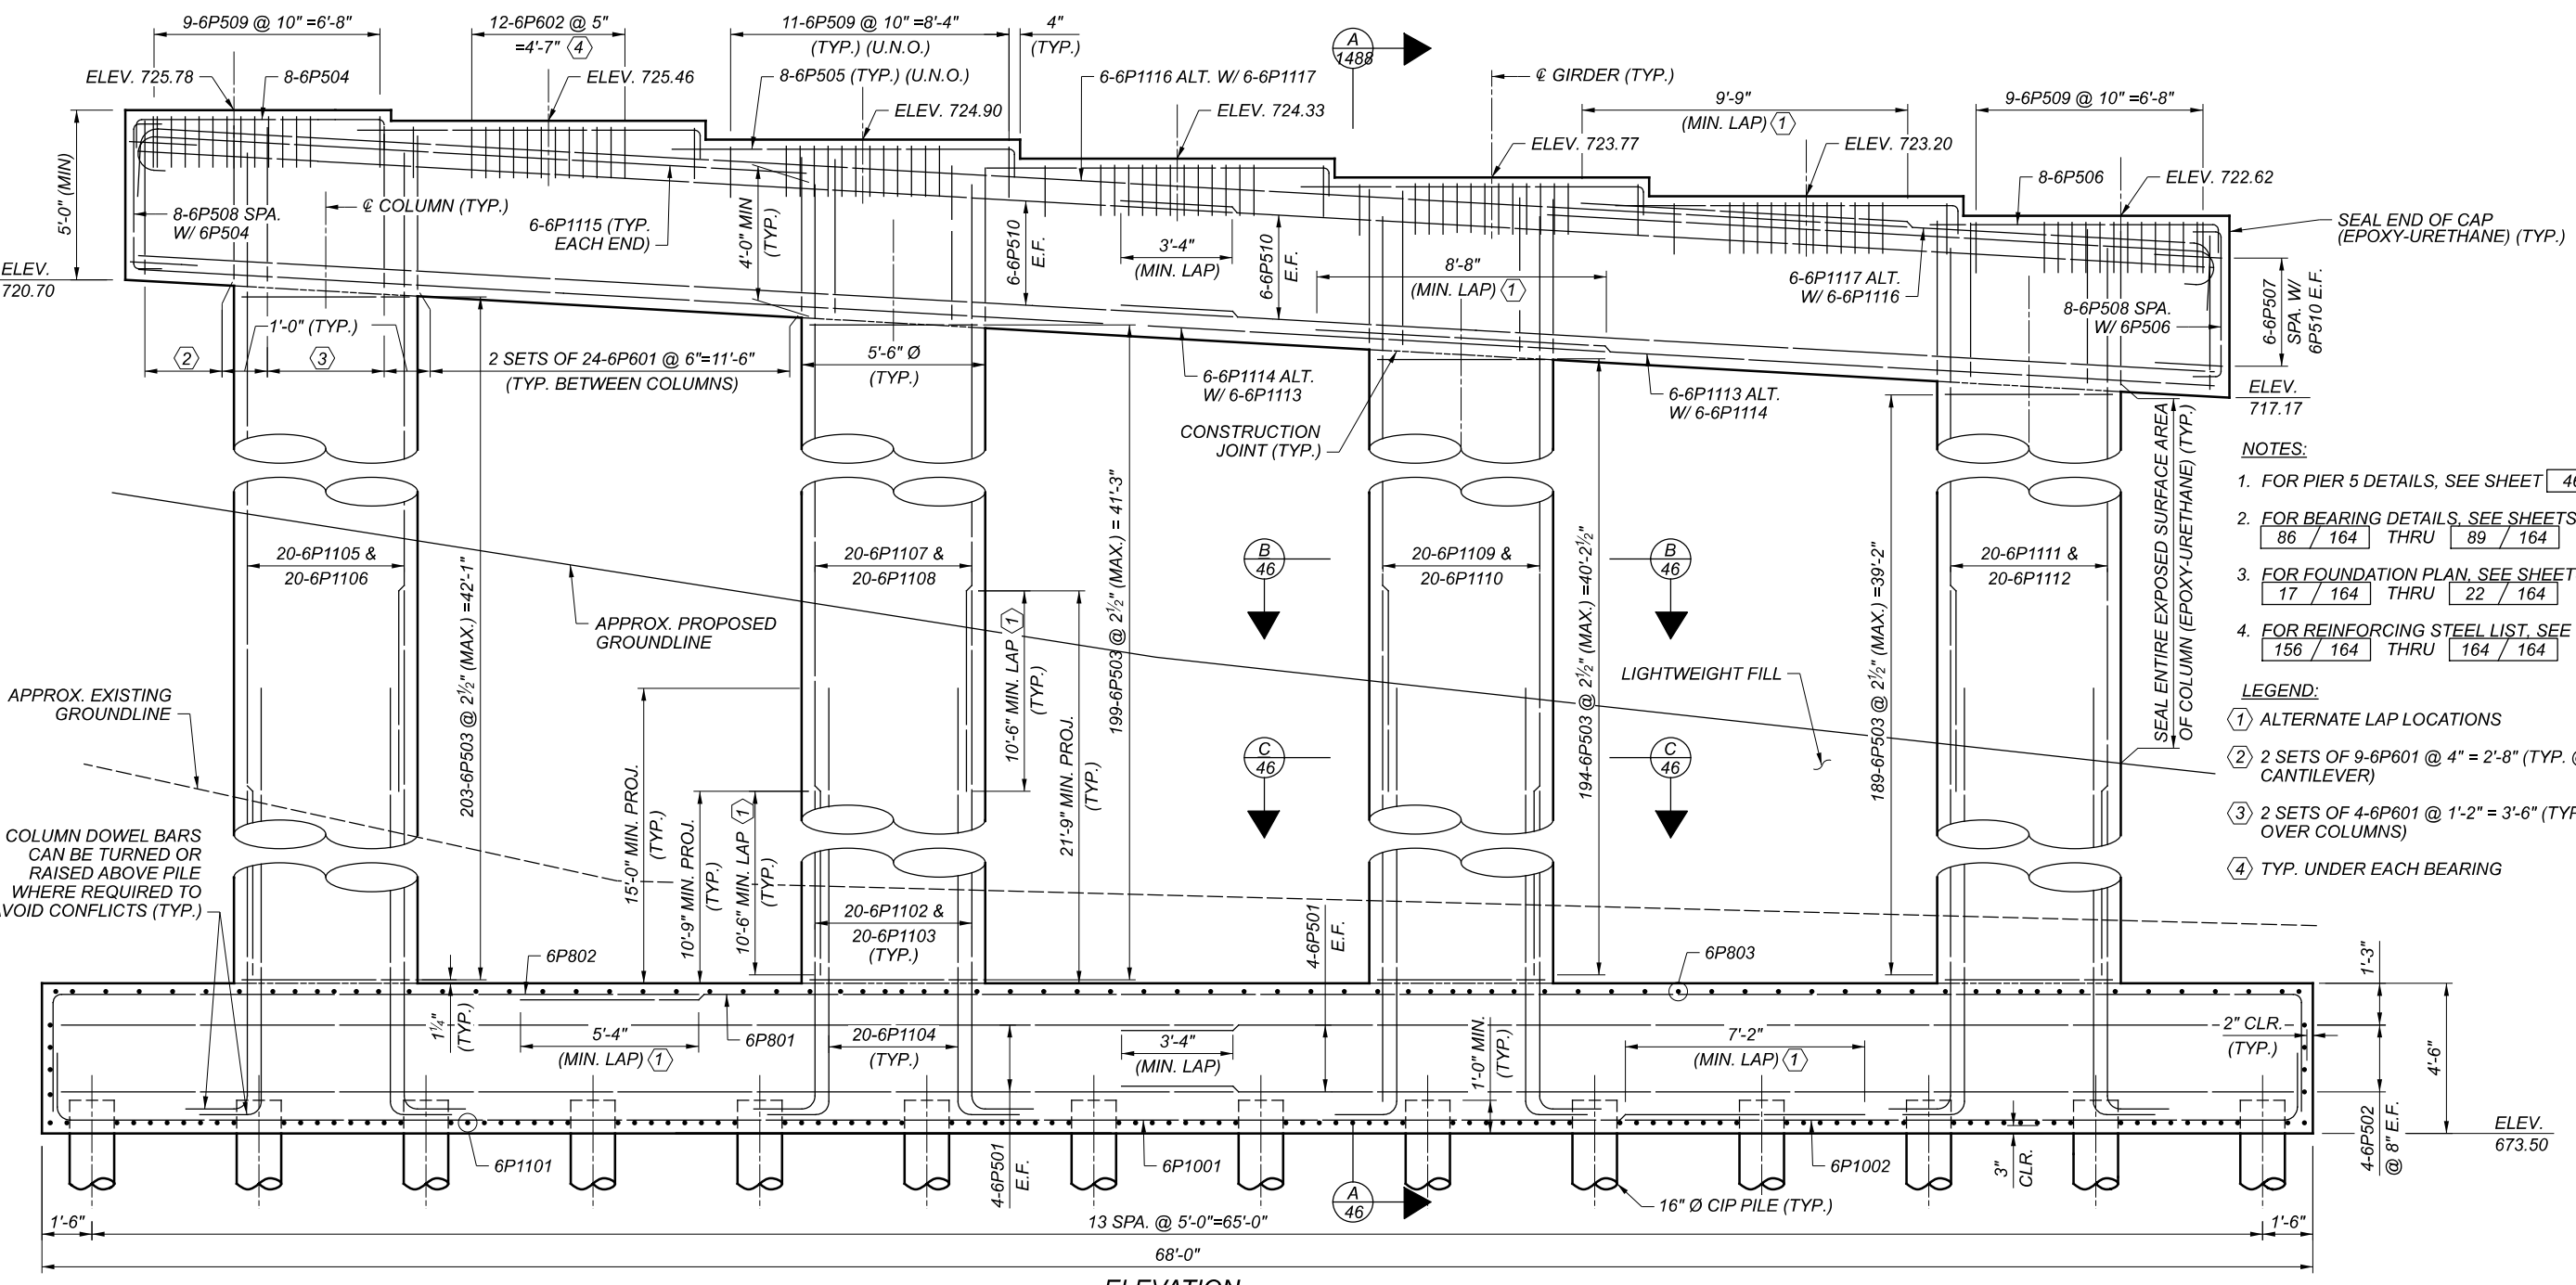 9-6P509 @ 10" =6'-8"
12-6P602 @ 5"
=4'-7" 4
11-6P509 @ 10" =8'-4"
(TYP.) (U.N.O.)
4"
(TYP.)
A
1488
℄ GIRDER (TYP.)
9'-9"
(MIN. LAP) 1
9-6P509 @ 10" =6'-8"
ELEV. 725.78
8-6P504
ELEV. 725.46
8-6P505 (TYP.) (U.N.O.)
ELEV. 724.90
6-6P1116 ALT. W/ 6-6P1117
ELEV. 724.33
ELEV. 723.77
ELEV. 723.20
8-6P506
ELEV. 722.62
5'-0" (MIN)
8-6P508 SPA.
W/ 6P504
℄ COLUMN (TYP.)
6-6P1115 (TYP.
EACH END)
4'-0" MIN
(TYP.)
6-6P510
E.F.
3'-4"
(MIN. LAP)
6-6P510
E.F.
8'-8"
(MIN. LAP) 1
6-6P1117 ALT.
W/ 6-6P1116
8-6P508 SPA.
W/ 6P506
SEAL END OF CAP
(EPOXY-URETHANE) (TYP.)
6-6P507
SPA. W/
6P510 E.F.
ELEV.
720.70
1'-0" (TYP.)
2
3
2 SETS OF 24-6P601 @ 6"=11'-6"
(TYP. BETWEEN COLUMNS)
5'-6" Ø
(TYP.)
6-6P1114 ALT.
W/ 6-6P1113
6-6P1113 ALT.
W/ 6-6P1114
CONSTRUCTION
JOINT (TYP.)
ELEV.
717.17
SEAL ENTIRE EXPOSED SURFACE AREA
OF COLUMN (EPOXY-URETHANE) (TYP.)
20-6P1105 &
20-6P1106
20-6P1107 &
20-6P1108
20-6P1109 &
20-6P1110
20-6P1111 &
20-6P1112
B
46
B
46
C
46
C
46
203-6P503 @ 2½" (MAX.) =42'-1"
199-6P503 @ 2½" (MAX.) = 41'-3"
194-6P503 @ 2½" (MAX.) =40'-2½"
189-6P503 @ 2½" (MAX.) =39'-2"
APPROX. PROPOSED
GROUNDLINE
LIGHTWEIGHT FILL
APPROX. EXISTING
GROUNDLINE
15'-0" MIN. PROJ.
(TYP.)
10'-9" MIN. PROJ.
(TYP.)
10'-6" MIN. LAP 1
(TYP.)
10'-6" MIN. LAP 1
(TYP.)
21'-9" MIN. PROJ.
(TYP.)
COLUMN DOWEL BARS
CAN BE TURNED OR
RAISED ABOVE PILE
WHERE REQUIRED TO
AVOID CONFLICTS (TYP.)
20-6P1102 &
20-6P1103
(TYP.)
6P802
6P803
4-6P501
E.F.
1¼"
(TYP.)
5'-4"
(MIN. LAP) 1
6P801
20-6P1104
(TYP.)
3'-4"
(MIN. LAP)
1'-0" MIN.
(TYP.)
7'-2"
(MIN. LAP) 1
2" CLR.
(TYP.)
1'-3"
4'-6"
4-6P502
@ 8" E.F.
ELEV.
673.50
6P1101
4-6P501
E.F.
6P1001
A
46
6P1002
3"
CLR.
16" Ø CIP PILE (TYP.)
1'-6"
13 SPA. @ 5'-0"=65'-0"
1'-6"
68'-0"
ELEVATION
NOTES:
1. FOR PIER 5 DETAILS, SEE SHEET 46
2. FOR BEARING DETAILS, SEE SHEETS
86 / 164 THRU 89 / 164
3. FOR FOUNDATION PLAN, SEE SHEET
17 / 164 THRU 22 / 164
4. FOR REINFORCING STEEL LIST, SEE
156 / 164 THRU 164 / 164
LEGEND:
1 ALTERNATE LAP LOCATIONS
2 2 SETS OF 9-6P601 @ 4" = 2'-8" (TYP. @
CANTILEVER)
3 2 SETS OF 4-6P601 @ 1'-2" = 3'-6" (TYP
OVER COLUMNS)
4 TYP. UNDER EACH BEARING